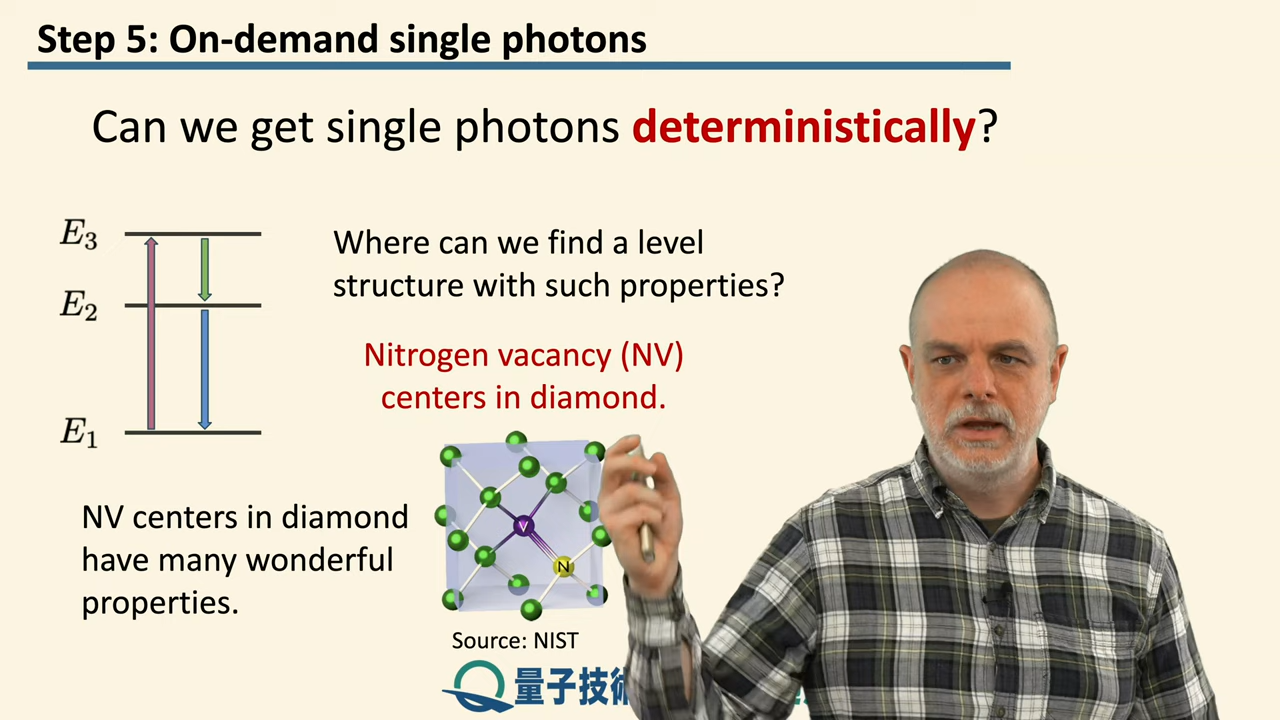 Step 5: On-demand single photons
Can we get single photons deterministically?
E3
E2
E1
Where can we find a level
structure with such properties?
Nitrogen vacancy (NV)
centers in diamond.
NV centers in diamond
have many wonderful
properties.
V
N
Source: NIST
量子技術